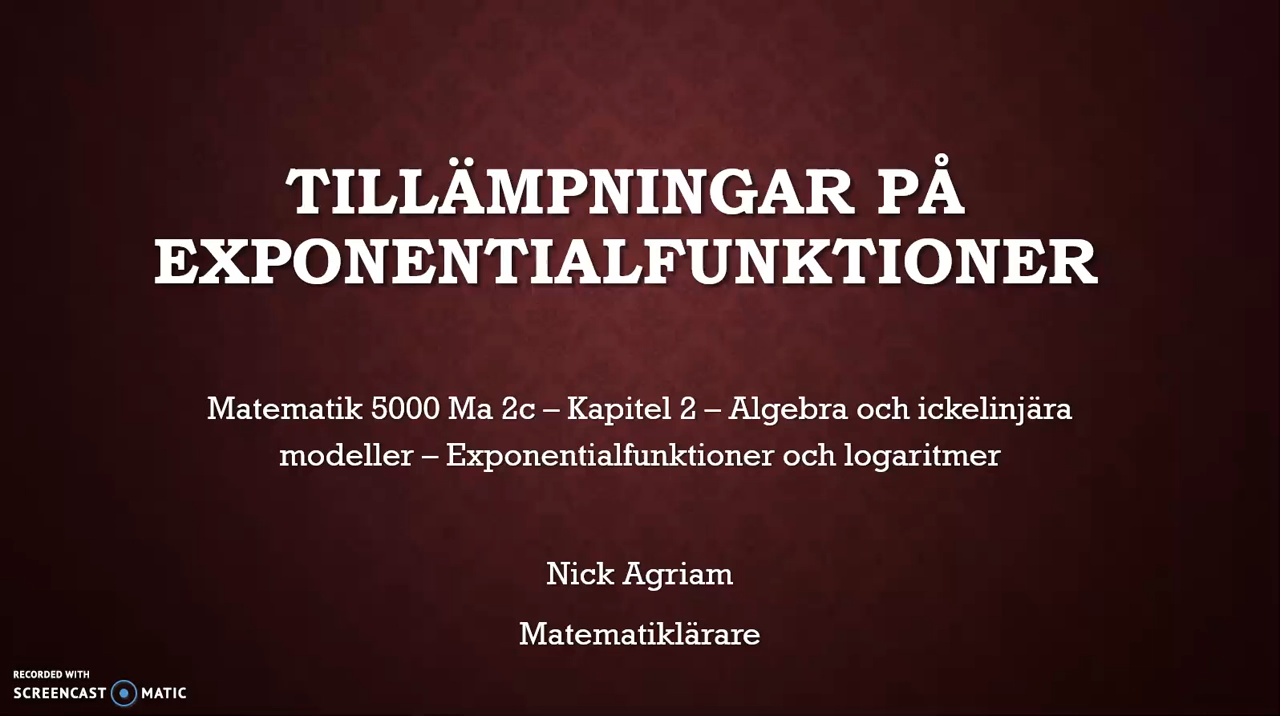 TILLÄMPNINGAR PÅ
EXPONENTIALFUNKTIONER
Matematik 5000 Ma 2c – Kapitel 2 – Algebra och ickelinjära
modeller – Exponentialfunktioner och logaritmer
Nick Agriam
Matematiklärare
RECORDED WITH
SCREENCAST MATIC